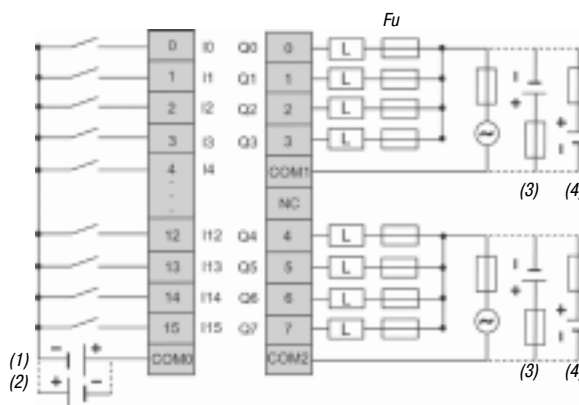 Fu
0 I0 Q0 0 L
1 I1 Q1 1 L
2 I2 Q2 2 L
3 I3 Q3 3 L
4 I4 COM1
NC
(3) (4)
12 I12 Q4 4 L
13 I13 Q5 5 L
14 I14 Q6 6 L
15 I15 Q7 7 L
(1) - + COM0 COM2
(2) + -
(3) (4)